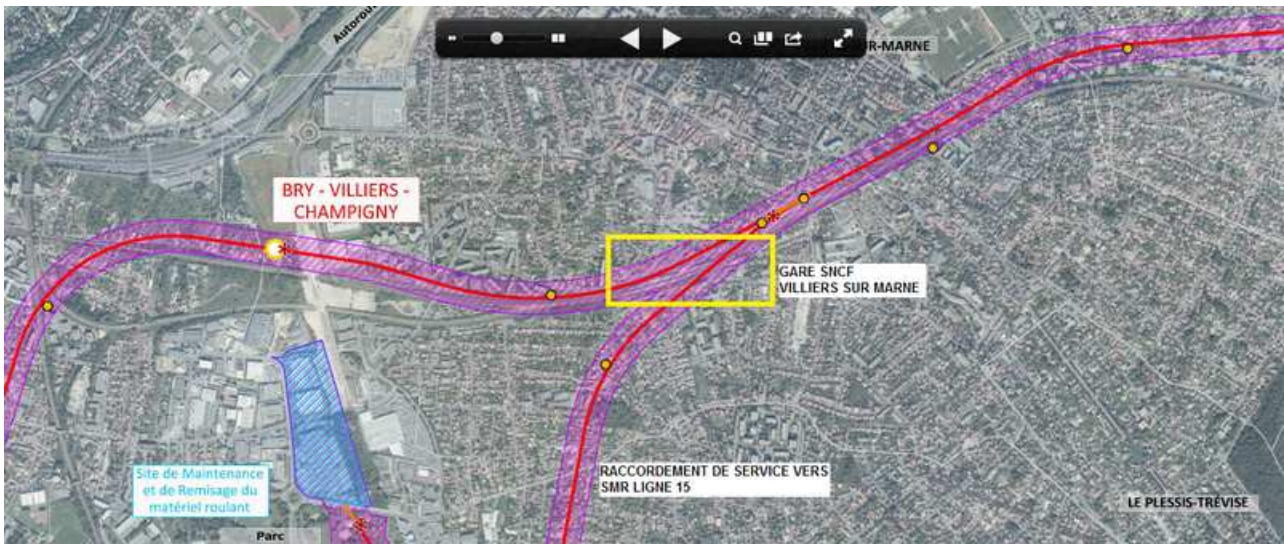 Autorou
UR-MARNE
BRY - VILLIERS -
CHAMPIGNY
GARE SNCF
VILLIERS SUR MARNE
RACCORDEMENT DE SERVICE VERS
SMR LIGNE 15
Site de Maintenance
et de Remisage du
matériel roulant
LE PLESSIS-TRÉVISE
Parc